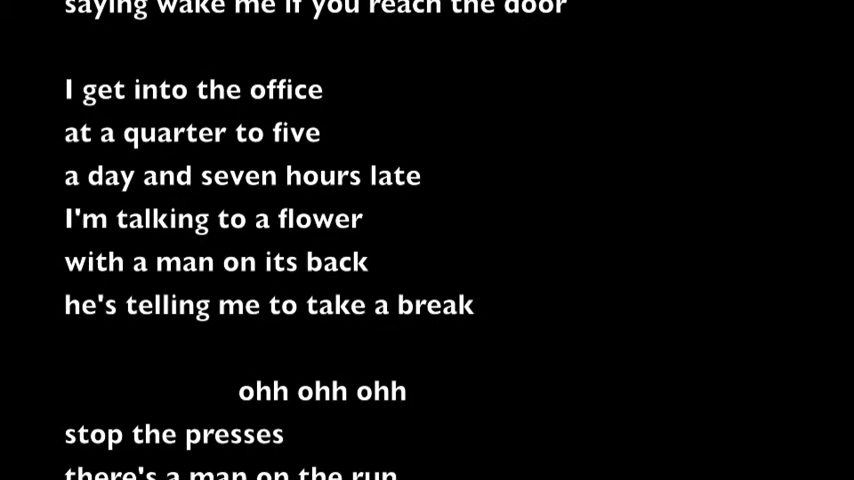 saying wake me if you reach the door
I get into the office
at a quarter to five
a day and seven hours late
I'm talking to a flower
with a man on its back
he's telling me to take a break
ohh ohh ohh
stop the presses
there's a man on the run